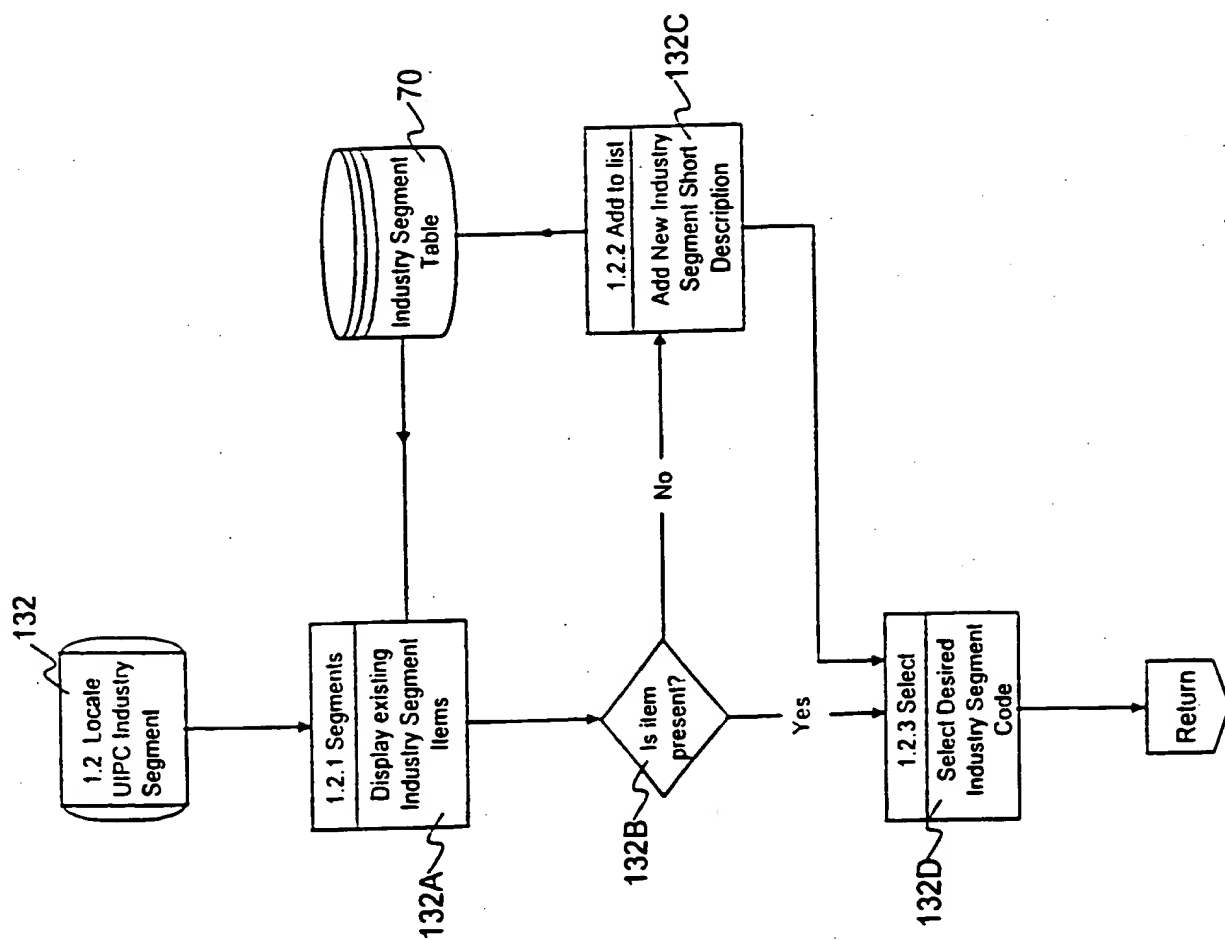 132
1.2 Locate
UIPC Industry
Segment
1.2.1 Segments
Display existing
Industry Segment
Items
132A
70
Industry Segment
Table
Is item
present?
132B
No
1.2.2 Add to list
Add New Industry
Segment Short
Description
132C
Yes
1.2.3 Select
Select Desired
Industry Segment
Code
132D
Return